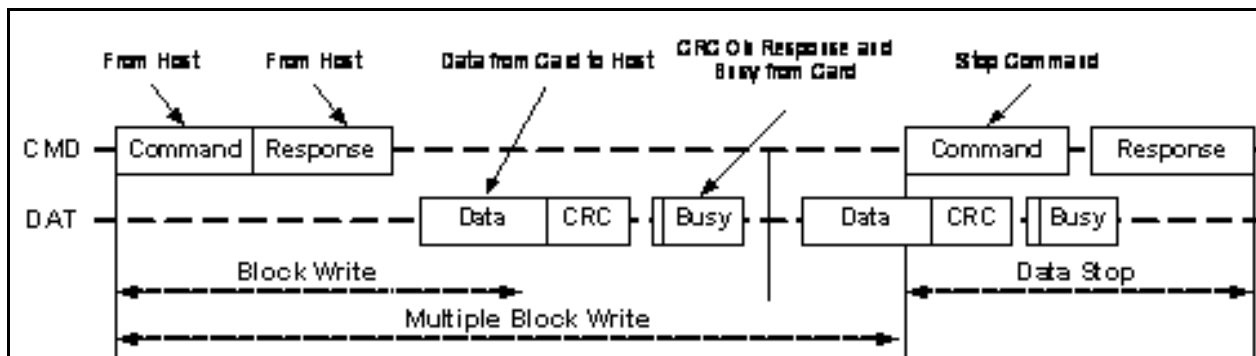 From Host
From Host
Data from Card to Host
CRC Ok Response and
Busy from Card
Stop Command
CMD
Command
Response
Command
Response
DAT
Data
CRC
Busy
Data
CRC
Busy
Block Write
Data Stop
Multiple Block Write